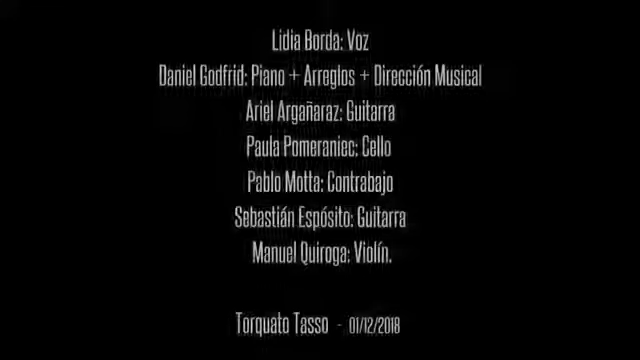 Lidia Borda: Voz
Daniel Godfrid: Piano + Arreglos + Dirección Musical
Ariel Argañaraz: Guitarra
Paula Pomeraniec: Cello
Pablo Motta: Contrabajo
Sebastián Espósito: Guitarra
Manuel Quiroga: Violín.
Torquato Tasso - 01/12/2018